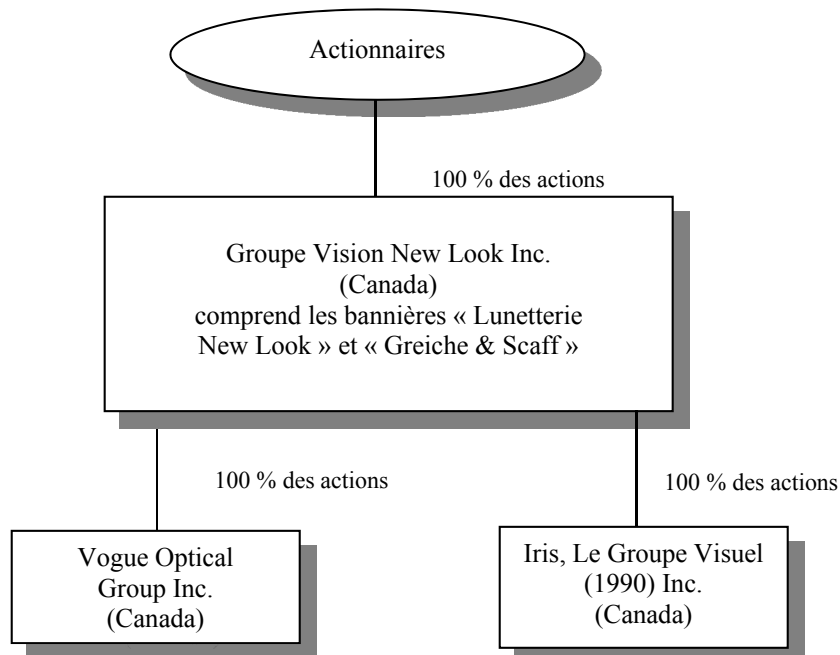 Actionnaires
100 % des actions
Groupe Vision New Look Inc.
(Canada)
comprend les bannières « Lunetterie
New Look » et « Greiche & Scaff »
100 % des actions
100 % des actions
Vogue Optical
Group Inc.
(Canada)
Iris, Le Groupe Visuel
(1990) Inc.
(Canada)